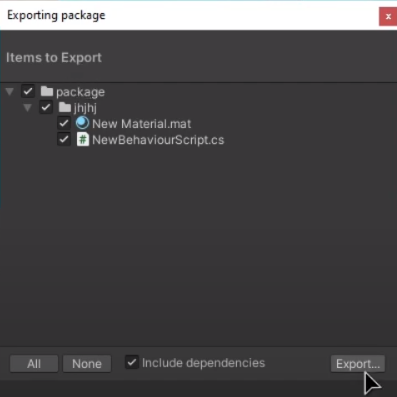 Exporting package
x
Items to Export
package
jhjhj
New Material.mat
# NewBehaviourScript.cs
All None Include dependencies Export...